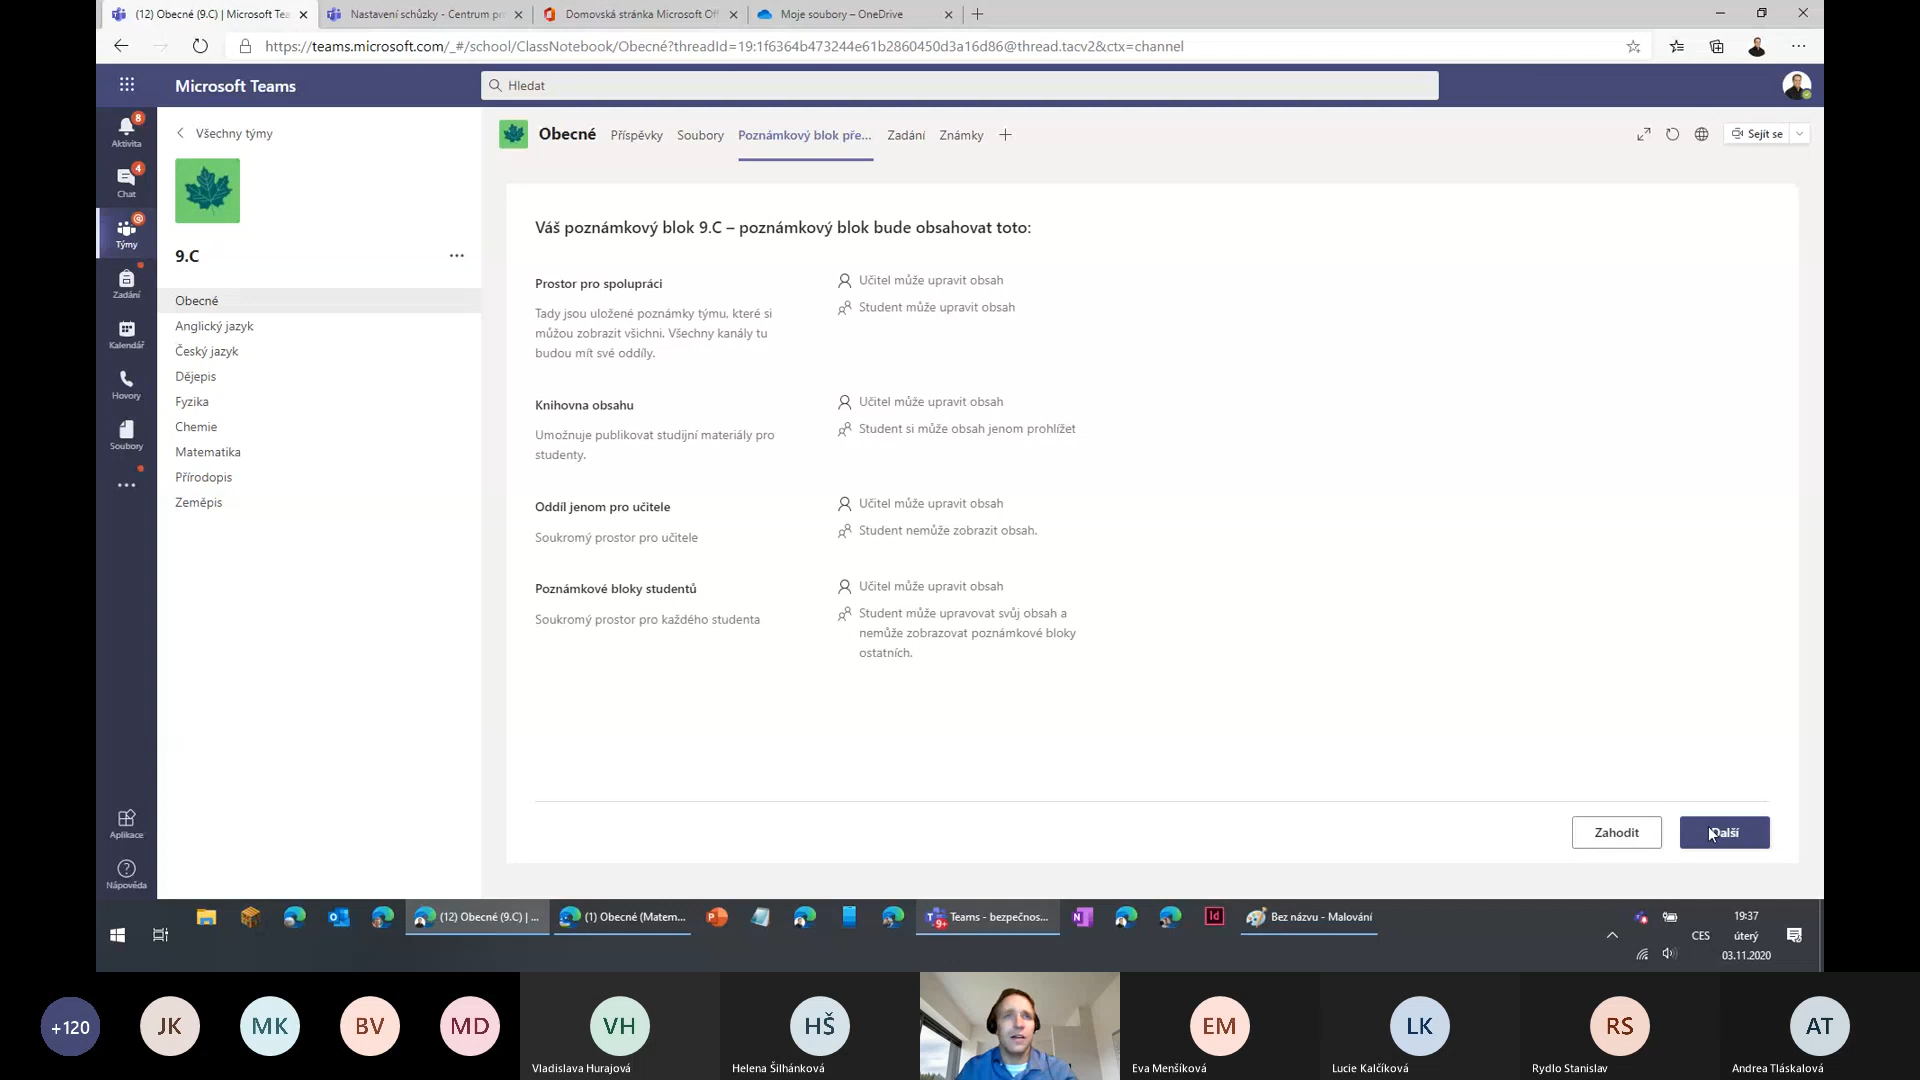 (12) Obecné (9.C) | Microsoft Tea
Nastavení schůzky - Centrum pr
Domovská stránka Microsoft Off
Moje soubory – OneDrive
https://teams.microsoft.com/_#/school/ClassNotebook/Obecné?threadId=19:1f6364b473244e61b2860450d3a16d86@thread.tacv2&ctx=channel
Microsoft Teams
Hledat
8
Aktivita
4
Chat
Týmy
Zadání
Kalendář
Hovory
Soubory
Aplikace
Nápověda
Všechny týmy
9.C
Obecné
Anglický jazyk
Český jazyk
Dějepis
Fyzika
Chemie
Matematika
Přírodopis
Zeměpis
Obecné
Příspěvky
Soubory
Poznámkový blok pře...
Zadání
Známky
Sejít se
Váš poznámkový blok 9.C – poznámkový blok bude obsahovat toto:
Prostor pro spolupráci
Tady jsou uložené poznámky týmu, které si
můžou zobrazit všichni. Všechny kanály tu
budou mít své oddíly.
Učitel může upravit obsah
Student může upravit obsah
Knihovna obsahu
Umožnuje publikovat studijní materiály pro
studenty.
Učitel může upravit obsah
Student si může obsah jenom prohlížet
Oddíl jenom pro učitele
Soukromý prostor pro učitele
Učitel může upravit obsah
Student nemůže zobrazit obsah.
Poznámkové bloky studentů
Soukromý prostor pro každého studenta
Učitel může upravit obsah
Student může upravovat svůj obsah a
nemůže zobrazovat poznámkové bloky
ostatních.
Zahodit
Další
(12) Obecné (9.C) | ...
(1) Obecné (Matem...
9+
Teams - bezpečnos...
Id
Bez názvu - Malování
CES
19:37
úterý
03.11.2020
+120
JK
MK
BV
MD
VH
Vladislava Hurajová
HŠ
Helena Šilhánková
EM
Eva Menšíková
LK
Lucie Kalčíková
RS
Rydlo Stanislav
AT
Andrea Tláskalová